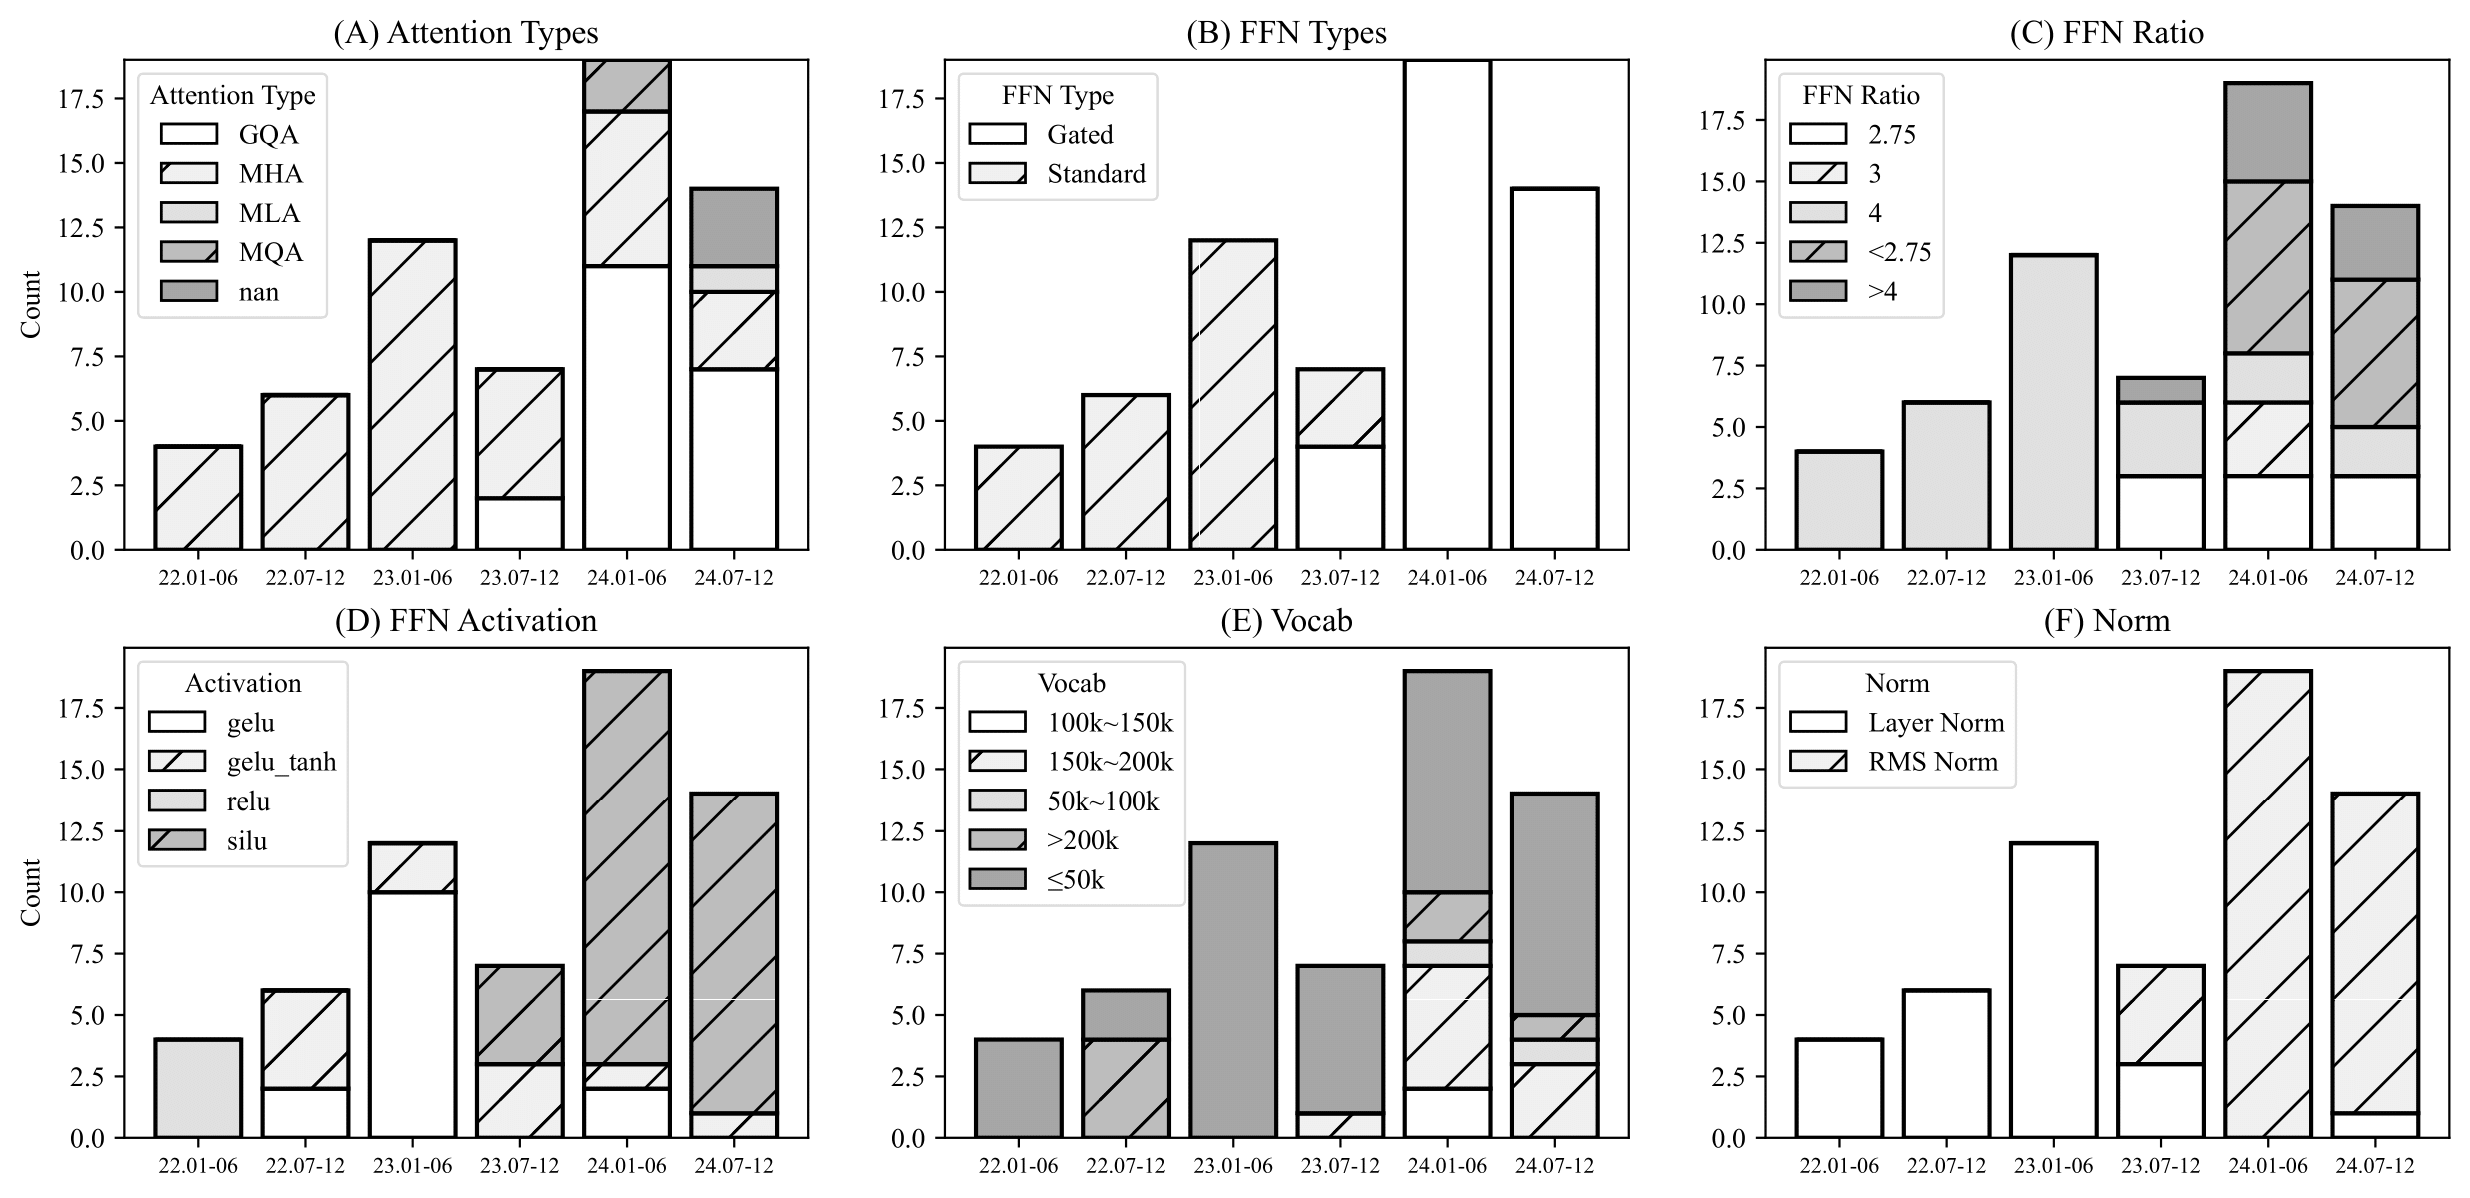 (A) Attention Types
Count
17.5
15.0
12.5
10.0
7.5
5.0
2.5
0.0
Attention Type
GQA
MHA
MLA
MQA
nan
22.01-06 22.07-12 23.01-06 23.07-12 24.01-06 24.07-12
(B) FFN Types
17.5
15.0
12.5
10.0
7.5
5.0
2.5
0.0
FFN Type
Gated
Standard
22.01-06 22.07-12 23.01-06 23.07-12 24.01-06 24.07-12
(C) FFN Ratio
17.5
15.0
12.5
10.0
7.5
5.0
2.5
0.0
FFN Ratio
2.75
3
4
<2.75
>4
22.01-06 22.07-12 23.01-06 23.07-12 24.01-06 24.07-12
(D) FFN Activation
Count
17.5
15.0
12.5
10.0
7.5
5.0
2.5
0.0
Activation
gelu
gelu_tanh
relu
silu
22.01-06 22.07-12 23.01-06 23.07-12 24.01-06 24.07-12
(E) Vocab
17.5
15.0
12.5
10.0
7.5
5.0
2.5
0.0
Vocab
100k~150k
150k~200k
50k~100k
>200k
≤50k
22.01-06 22.07-12 23.01-06 23.07-12 24.01-06 24.07-12
(F) Norm
17.5
15.0
12.5
10.0
7.5
5.0
2.5
0.0
Norm
Layer Norm
RMS Norm
22.01-06 22.07-12 23.01-06 23.07-12 24.01-06 24.07-12